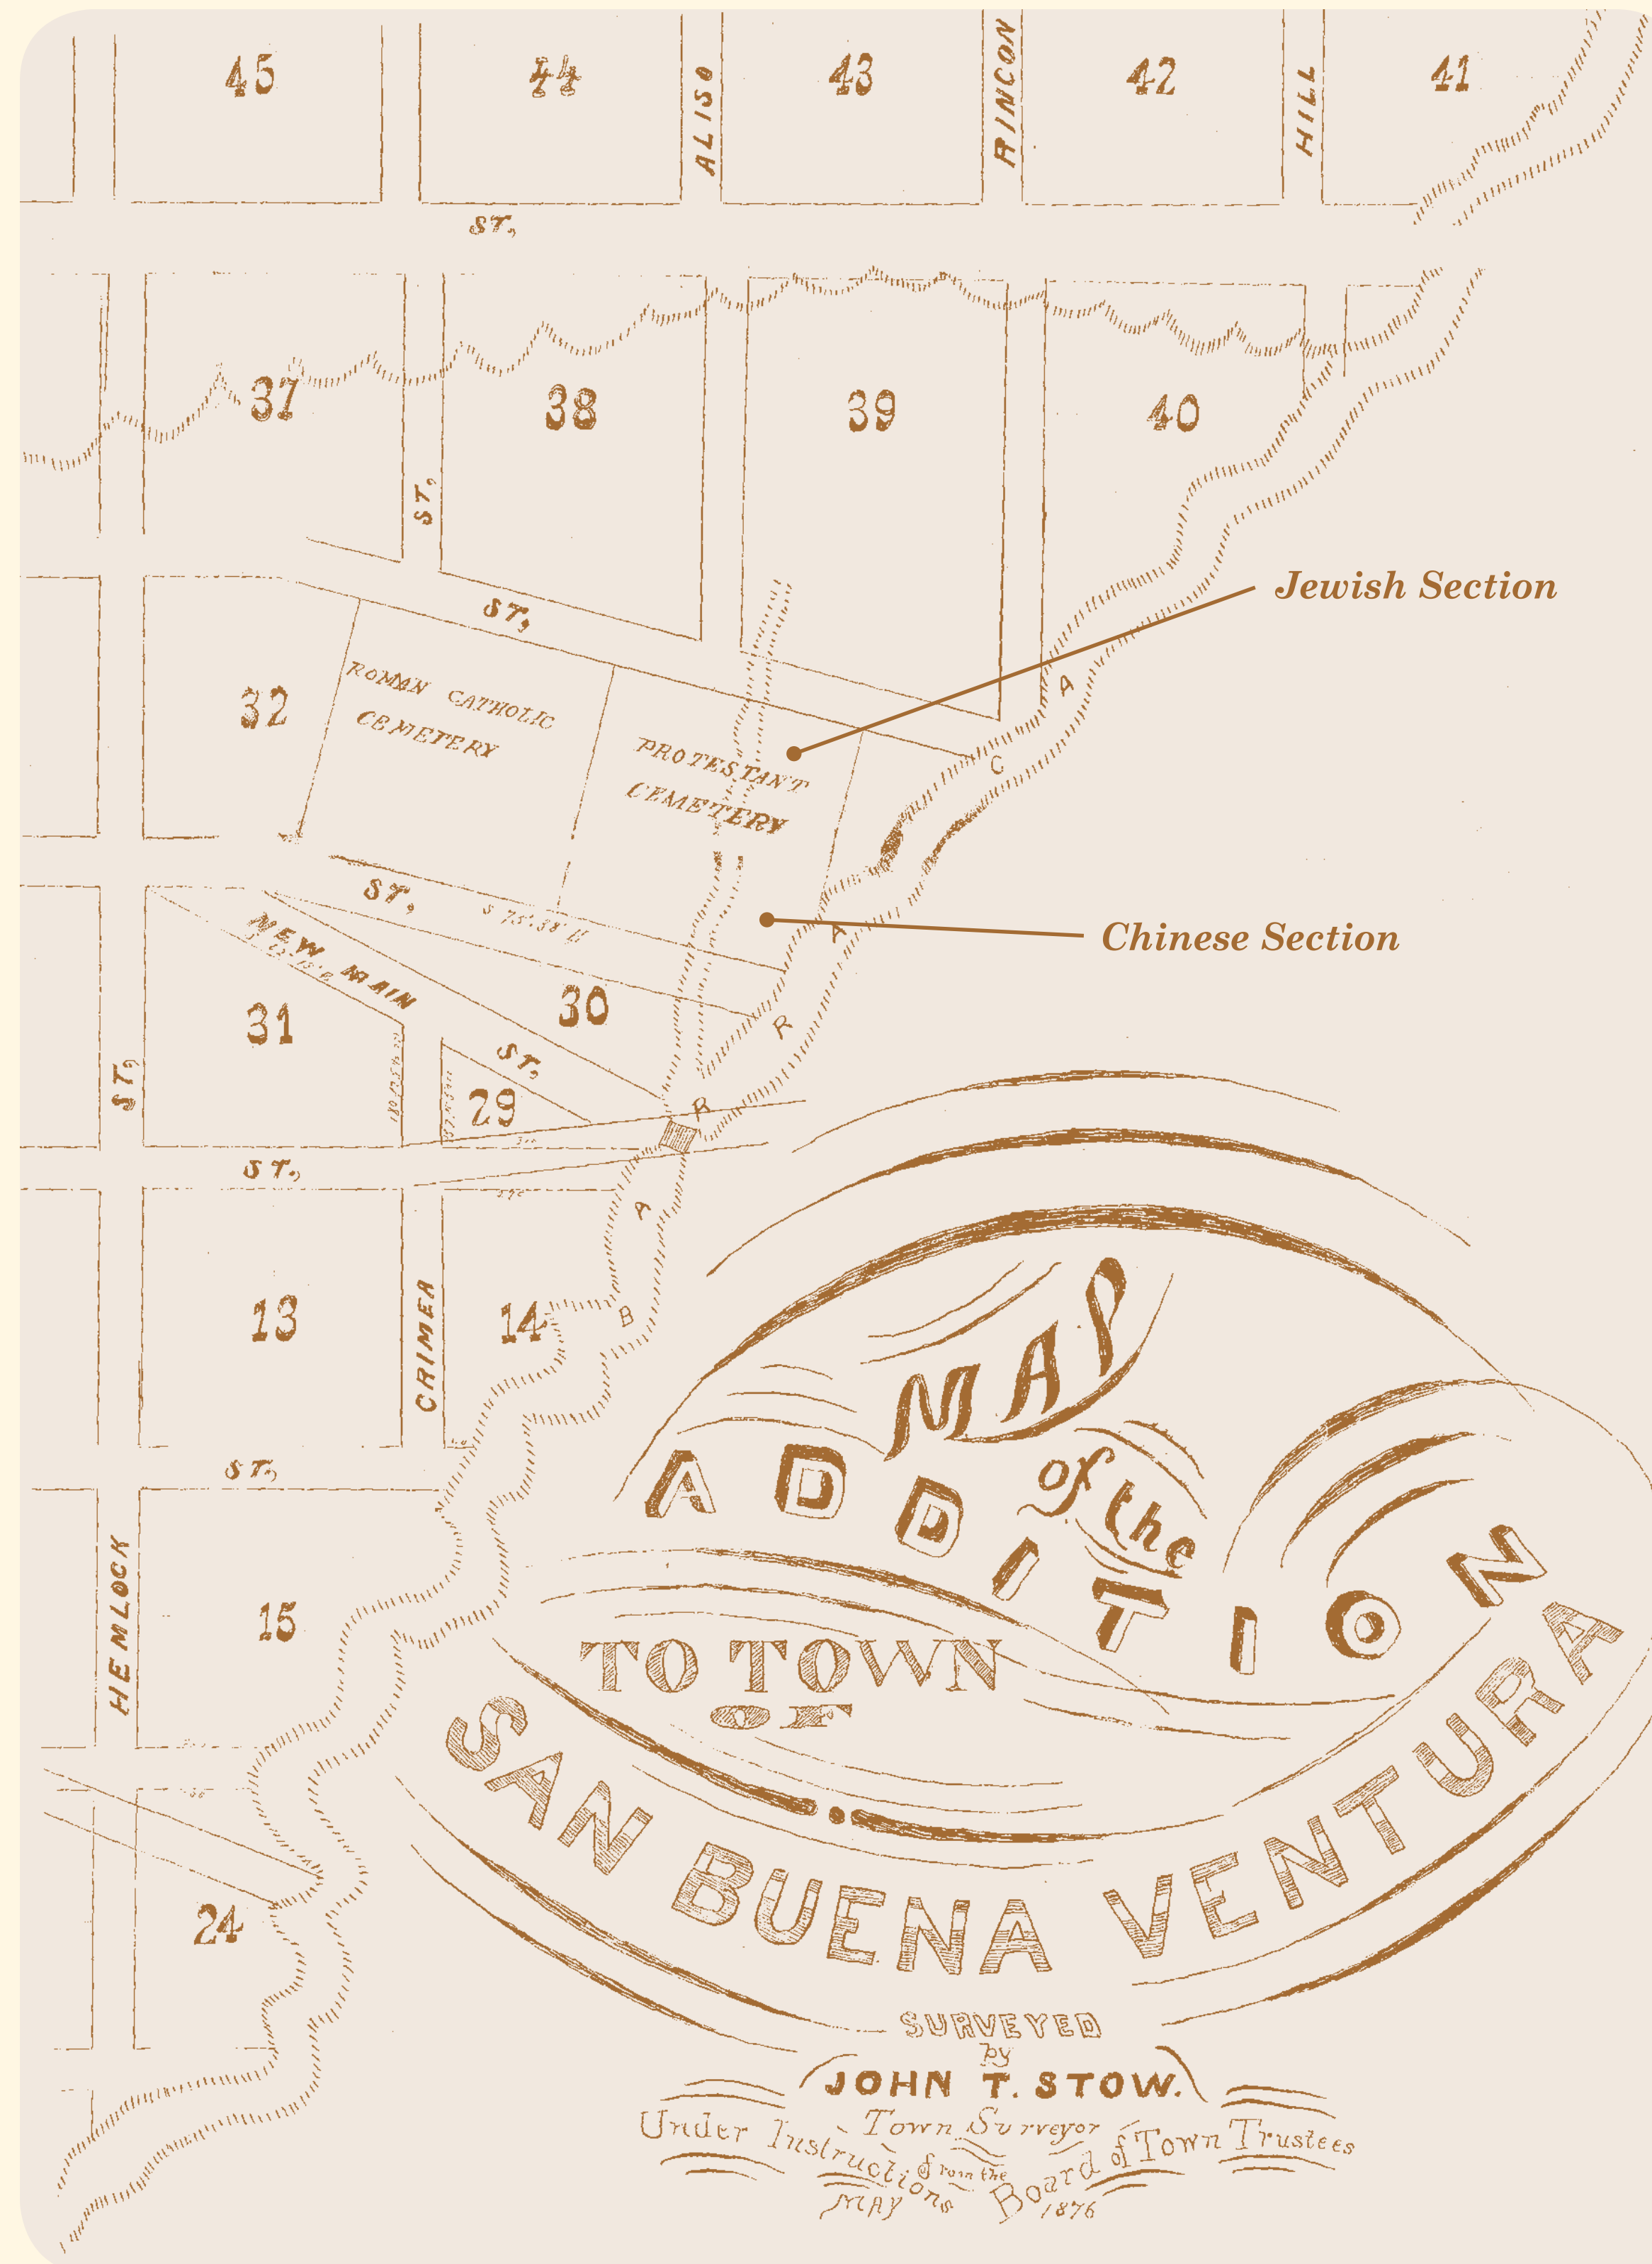 45
44
ALISO
43
RINCON
42
HILL
41
ST,
37
38
39
40
ST,
ST,
Jewish Section
ROMAN CATHOLIC
CEMETERY
32
PROTESTANT
CEMETERY
A
C
ST,
Chinese Section
A
NEW MAIN
31
30
R
ST,
ST,
29
R
ST.,
A
13
CRIMEA
14
B
ST,
HEMLOCK
15
24
MAP
of the
ADDITION
TO TOWN
OF
SAN BUENA VENTURA
SURVEYED
by
JOHN T. STOW.
Town Surveyor
Under Instructions from the Board of Town Trustees
MAY 1876